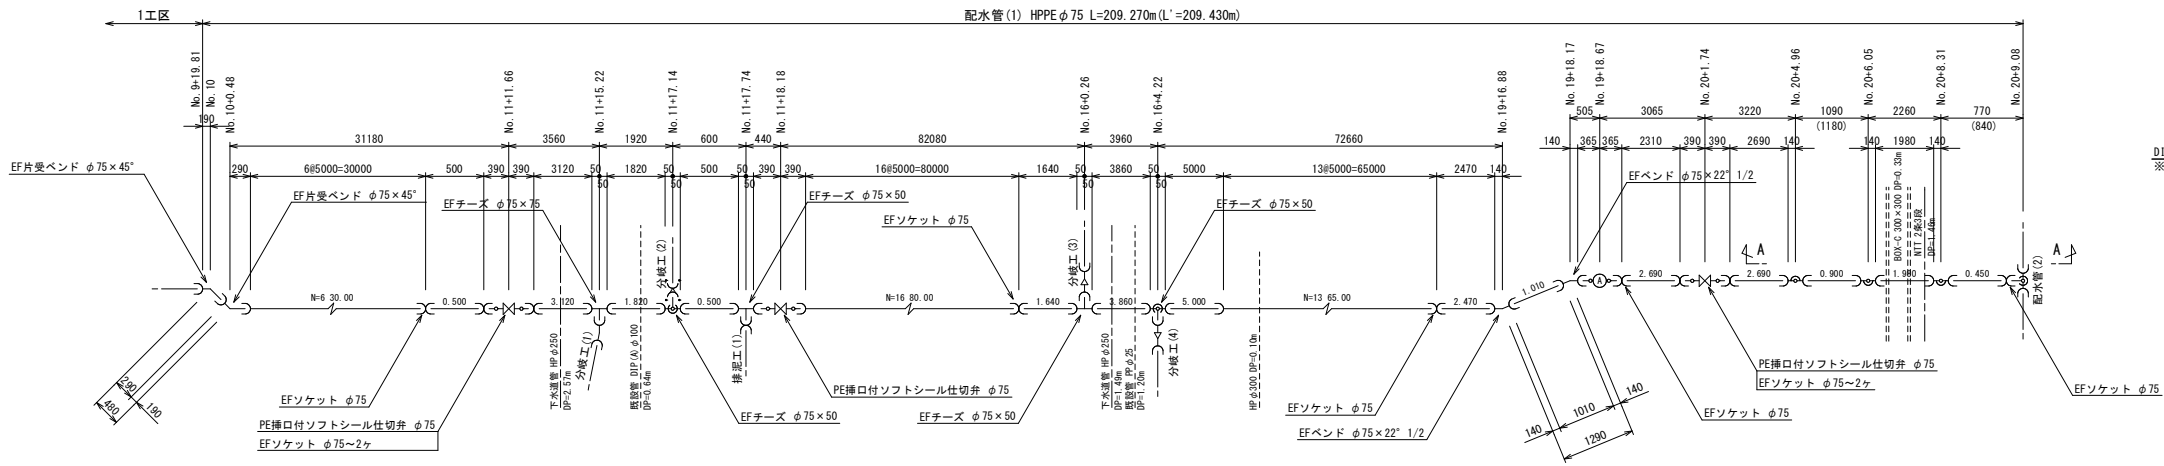 1工区
配水管(1) HPPEφ75 L=209.270m(L'=209.430m)
No.9+19.81
No.10
No.10+0.48
No.11+11.66
No.11+15.22
No.11+17.14
No.11+17.74
No.11+18.18
No.16+0.26
No.16+4.22
No.19+16.88
No.19+18.17
No.19+18.67
No.20+1.74
No.20+4.96
No.20+6.05
No.20+8.31
No.20+9.08
190
31180
3560
1920
600
440
82080
3960
72660
505
3065
3220
1090
(1180)
2260
770
(840)
290
6@5000=30000
500
390
390
3120
50
50
1820
50
50
500
50
50
390
390
16@5000=80000
1640
50
50
3860
50
50
5000
13@5000=65000
2470
140
140
365
365
2310
390
390
2690
140
140
1980
140
EF片受ベンド φ75×45°
EF片受ベンド φ75×45°
EFチーズ φ75×75
EFチーズ φ75×50
EFソケット φ75
EFチーズ φ75×50
EFベンド φ75×22°1/2
DI
※
A
A
N=6 30.00
0.500
3.120
1.820
0.500
N=16 80.00
1.640
3.860
5.000
N=13 65.00
2.470
1.010
A
2.690
2.690
0.900
1.980
0.450
下水道管 HPφ250
DP=2.57m
分岐工(1)
既設管 DIP(A)φ100
DP=0.64m
分岐工(2)
排泥工(1)
分岐工(3)
下水道管 HPφ250
DP=1.49m
既設管 PPφ25
DP=1.20m
分岐工(4)
HPφ300 DP=0.10m
BOX-C 300×300 DP=0.33m
NTT 2条3段
DP=1.46m
配水管(2)
290
190
480
EFソケット φ75
PE挿口付ソフトシール仕切弁 φ75
EFソケット φ75〜2ヶ
EFチーズ φ75×50
PE挿口付ソフトシール仕切弁 φ75
EFチーズ φ75×50
EFソケット φ75
EFベンド φ75×22°1/2
140
1010
140
1290
PE挿口付ソフトシール仕切弁 φ75
EFソケット φ75〜2ヶ
EFソケット φ75
EFソケット φ75